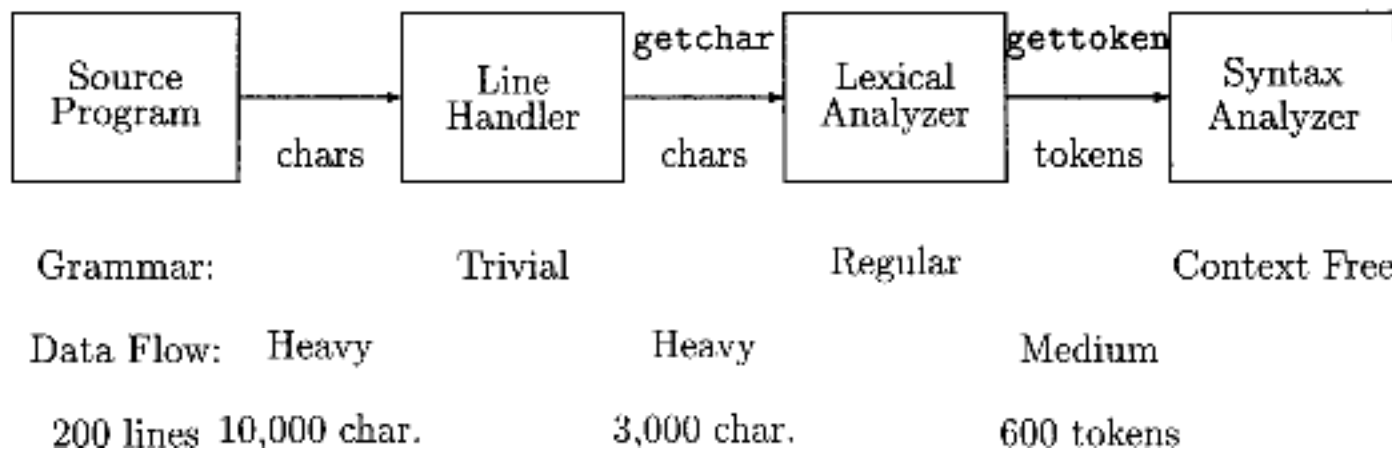 Source
Program
chars
Line
Handler
getchar
chars
Lexical
Analyzer
gettoken
tokens
Syntax
Analyzer
Grammar: Trivial Regular Context Free
Data Flow: Heavy Heavy Medium
200 lines 10,000 char. 3,000 char. 600 tokens